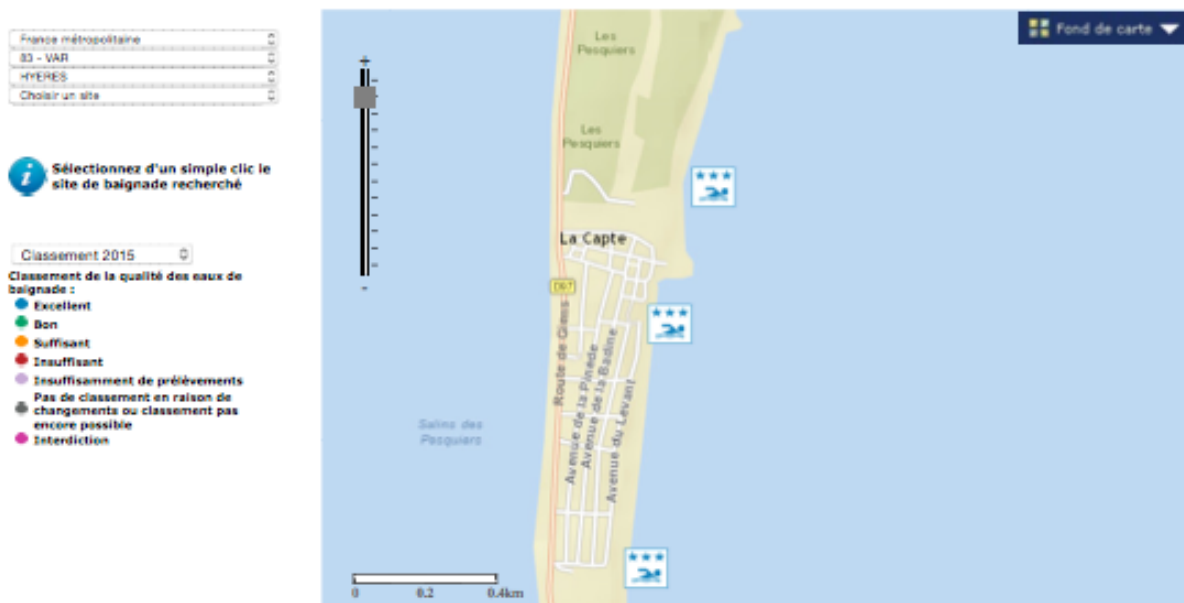 France métropolitaine
83 - VAR
HYERES
Choisir un site
Sélectionnez d'un simple clic le
site de baignade recherché
Classement 2015
Classement de la qualité des eaux de
baignade :
Excellent
Bon
Suffisant
Insuffisant
Insuffisamment de prélèvements
Pas de classement en raison de
changements ou classement pas
encore possible
Interdiction
Fond de carte
+
-
Les
Pesquiers
Les
Pesquiers
La Capte
D97
Route de Giens
Avenue de la Pinède
Avenue de la Badine
Avenue du Levant
Salins des
Pesquiers
0 0.2 0.4km